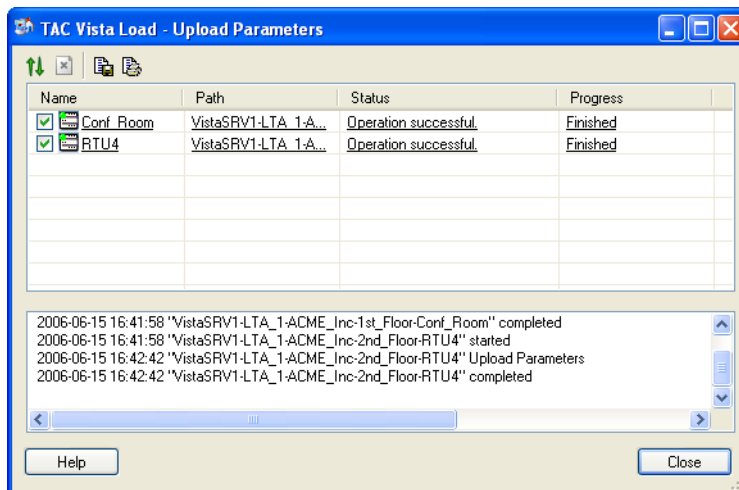 TAC Vista Load - Upload Parameters
Name Path Status Progress
Conf_Room VistaSRV1-LTA_1-A... Operation successful. Finished
RTU4 VistaSRV1-LTA_1-A... Operation successful. Finished
2006-06-15 16:41:58 "VistaSRV1-LTA_1-ACME_Inc-1st_Floor-Conf_Room" completed
2006-06-15 16:41:58 "VistaSRV1-LTA_1-ACME_Inc-2nd_Floor-RTU4" started
2006-06-15 16:42:42 "VistaSRV1-LTA_1-ACME_Inc-2nd_Floor-RTU4" Upload Parameters
2006-06-15 16:42:42 "VistaSRV1-LTA_1-ACME_Inc-2nd_Floor-RTU4" completed
Help Close